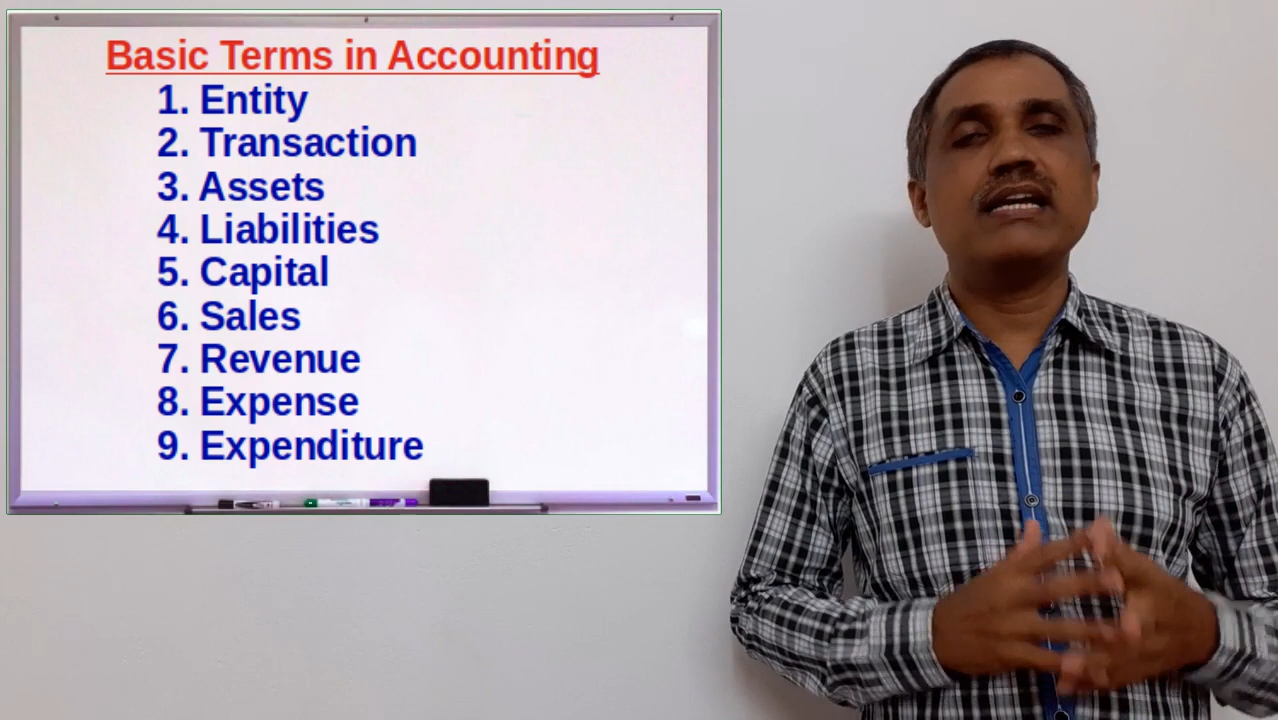 Basic Terms in Accounting
1. Entity
2. Transaction
3. Assets
4. Liabilities
5. Capital
6. Sales
7. Revenue
8. Expense
9. Expenditure